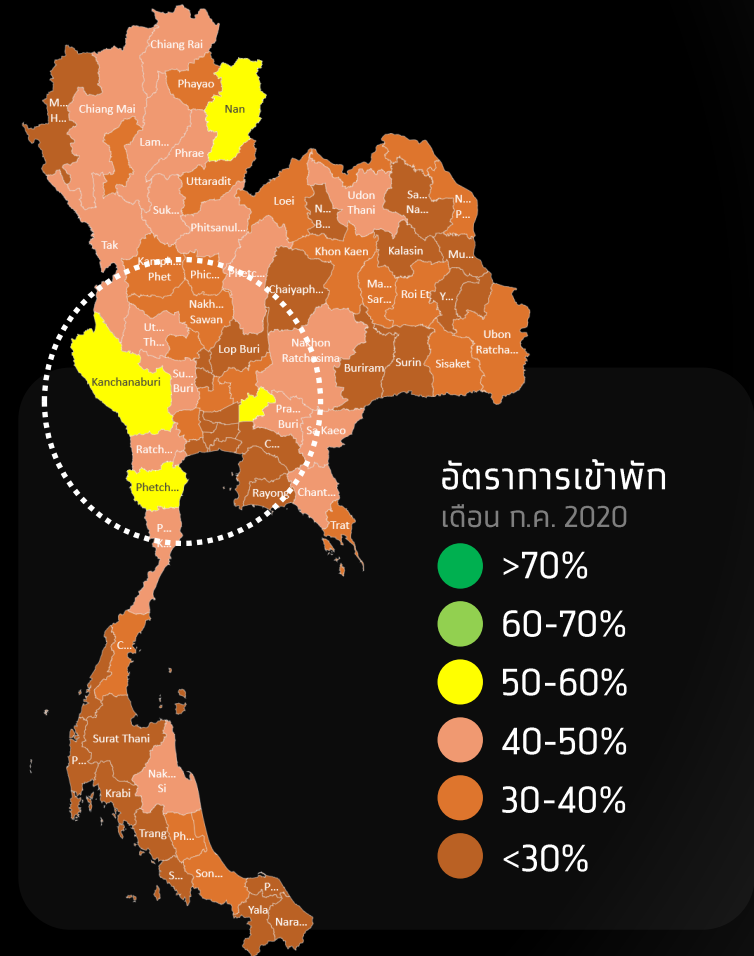 Chiang Rai
Phayao
Nan
M...
H...
Chiang Mai
Lam...
Phrae
Uttaradit
Loei
Udon
Thani
Sa...
Na...
N...
P...
N...
B...
Suk...
Phitsanul...
Tak
Khon Kaen
Kalasin
Mu...
Kamph...
Phet
Phic...
Phetc...
Chaiyaph...
Ma...
Sar...
Roi Et
Y...
Nakh...
Sawan
Ut...
Th...
Lop Buri
Nakhon
Ratchasima
Ubon
Ratcha...
Buriram
Surin
Sisaket
Kanchanaburi
Su...
Buri
Pra...
Buri
Sa Kaeo
C...
Ratch...
Phetch...
Rayong
Chant...
Trat
P...
K...
C...
Surat Thani
P...
Nak...
Si
Krabi
Trang
Ph...
S...
Son...
P...
Yala
Nara...
อัตราการเข้าพัก
เดือน ก.ค. 2020
>70%
60-70%
50-60%
40-50%
30-40%
<30%